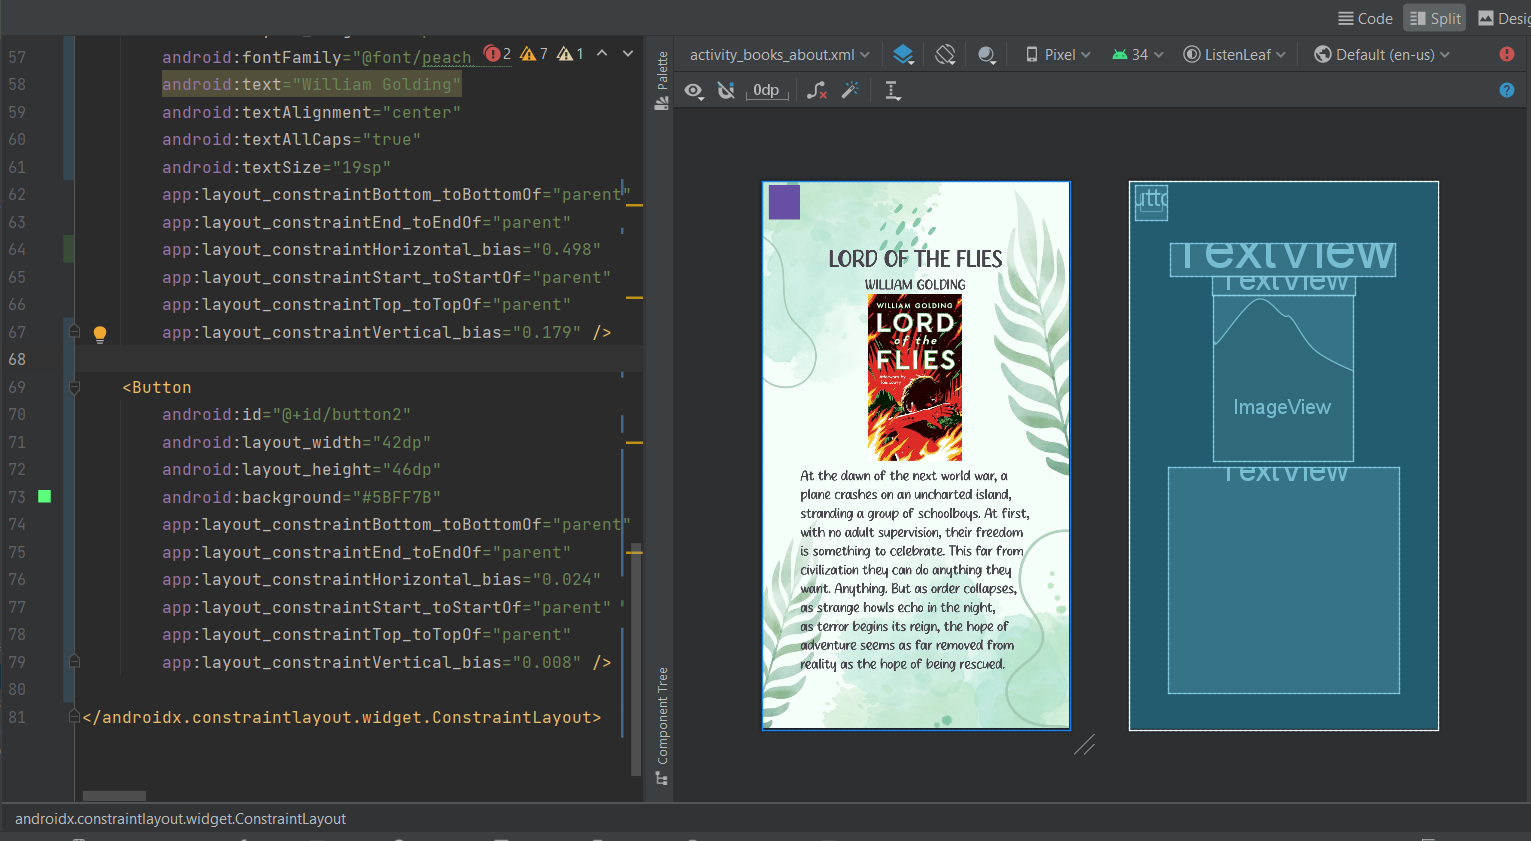 Code
Split
Desig
57 android:fontFamily="@font/peach 2 7 1
58 android:text="William Golding"
59 android:textAlignment="center"
60 android:textAllCaps="true"
61 android:textSize="19sp"
62 app:layout_constraintBottom_toBottomOf="parent"
63 app:layout_constraintEnd_toEndOf="parent"
64 app:layout_constraintHorizontal_bias="0.498"
65 app:layout_constraintStart_toStartOf="parent"
66 app:layout_constraintTop_toTopOf="parent"
67 app:layout_constraintVertical_bias="0.179" />
68
69 <Button
70 android:id="@+id/button2"
71 android:layout_width="42dp"
72 android:layout_height="46dp"
73 android:background="#5BFF7B"
74 app:layout_constraintBottom_toBottomOf="parent"
75 app:layout_constraintEnd_toEndOf="parent"
76 app:layout_constraintHorizontal_bias="0.024"
77 app:layout_constraintStart_toStartOf="parent"
78 app:layout_constraintTop_toTopOf="parent"
79 app:layout_constraintVertical_bias="0.008" />
80
81 </androidx.constraintlayout.widget.ConstraintLayout>
Palette
Component Tree
activity_books_about.xml
Pixel
34
ListenLeaf
Default (en-us)
0dp
LORD OF THE FLIES
WILLIAM GOLDING
WILLIAM GOLDING
LORD
of the
FLIES
At the dawn of the next world war, a
plane crashes on an uncharted island,
stranding a group of schoolboys. At first,
with no adult supervision, their freedom
is something to celebrate. This far from
civilization they can do anything they
want. Anything. But as order collapses,
as strange howls echo in the night,
as terror begins its reign, the hope of
adventure seems as far removed from
reality as the hope of being rescued.
utto
TextView
TextView
ImageView
TextView
androidx.constraintlayout.widget.ConstraintLayout